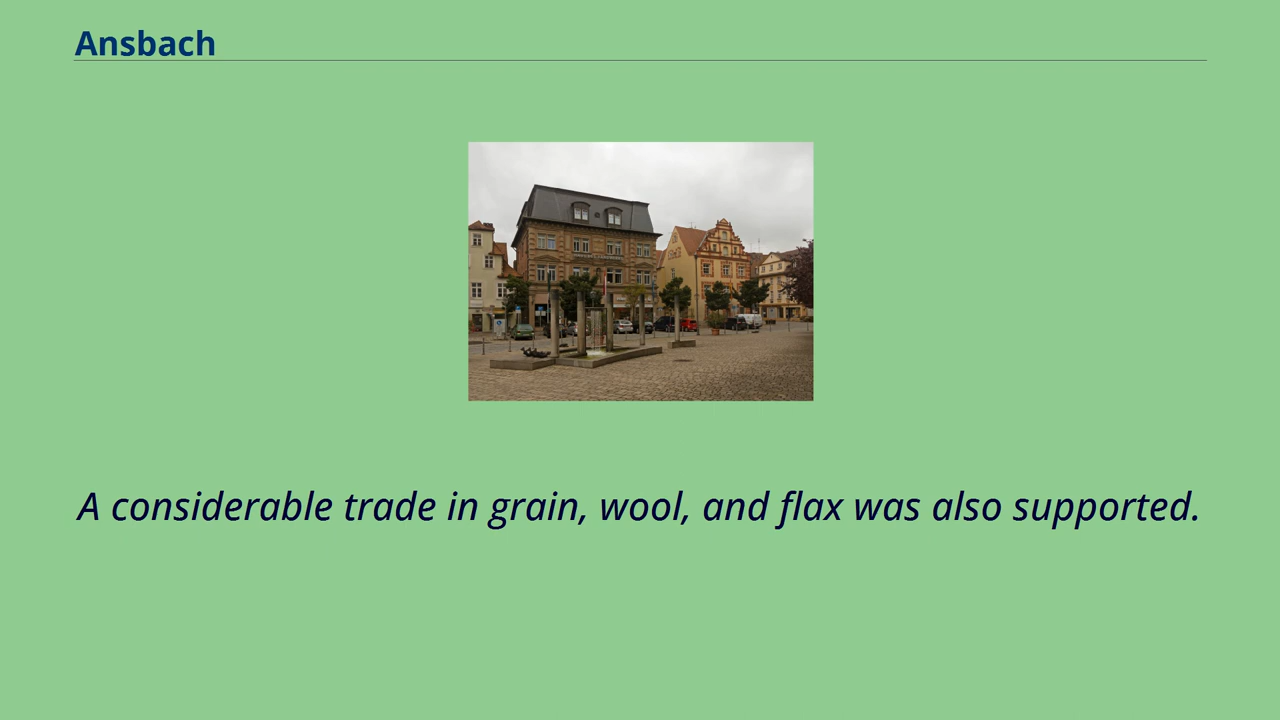 Ansbach
A considerable trade in grain, wool, and flax was also supported.